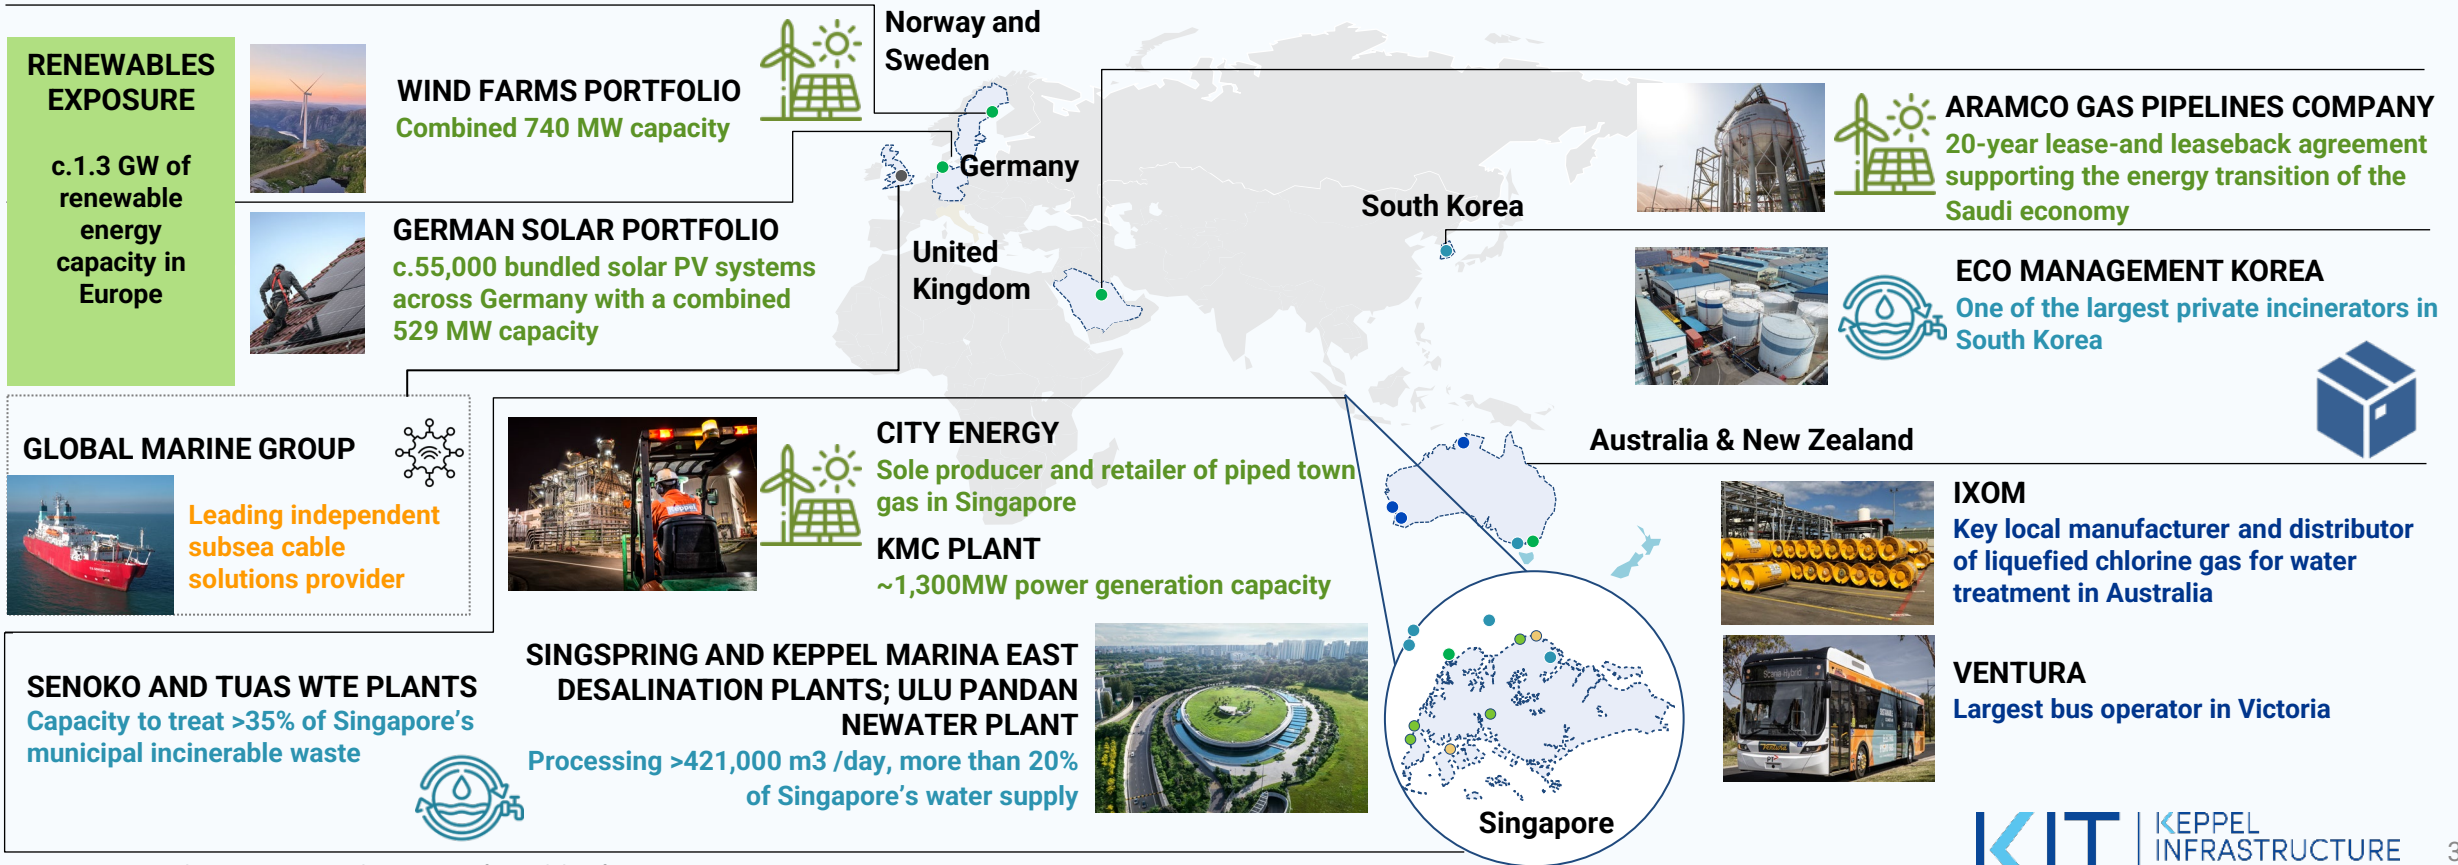 RENEWABLES
EXPOSURE
c.1.3 GW of
renewable
energy
capacity in
Europe
WIND FARMS PORTFOLIO
Combined 740 MW capacity
GERMAN SOLAR PORTFOLIO
c.55,000 bundled solar PV systems
across Germany with a combined
529 MW capacity
Norway and
Sweden
Germany
United
Kingdom
South Korea
ARAMCO GAS PIPELINES COMPANY
20-year lease-and leaseback agreement
supporting the energy transition of the
Saudi economy
ECO MANAGEMENT KOREA
One of the largest private incinerators in
South Korea
GLOBAL MARINE GROUP
Leading independent
subsea cable
solutions provider
Keppel
CITY ENERGY
Sole producer and retailer of piped town
gas in Singapore
KMC PLANT
~1,300MW power generation capacity
Australia & New Zealand
IXOM
Key local manufacturer and distributor
of liquefied chlorine gas for water
treatment in Australia
VENTURA
Largest bus operator in Victoria
SENOKO AND TUAS WTE PLANTS
Capacity to treat >35% of Singapore's
municipal incinerable waste
SINGSPRING AND KEPPEL MARINA EAST
DESALINATION PLANTS; ULU PANDAN
NEWATER PLANT
Processing >421,000 m3 /day, more than 20%
of Singapore's water supply
Singapore
KIT
KEPPEL
INFRASTRUCTURE
3